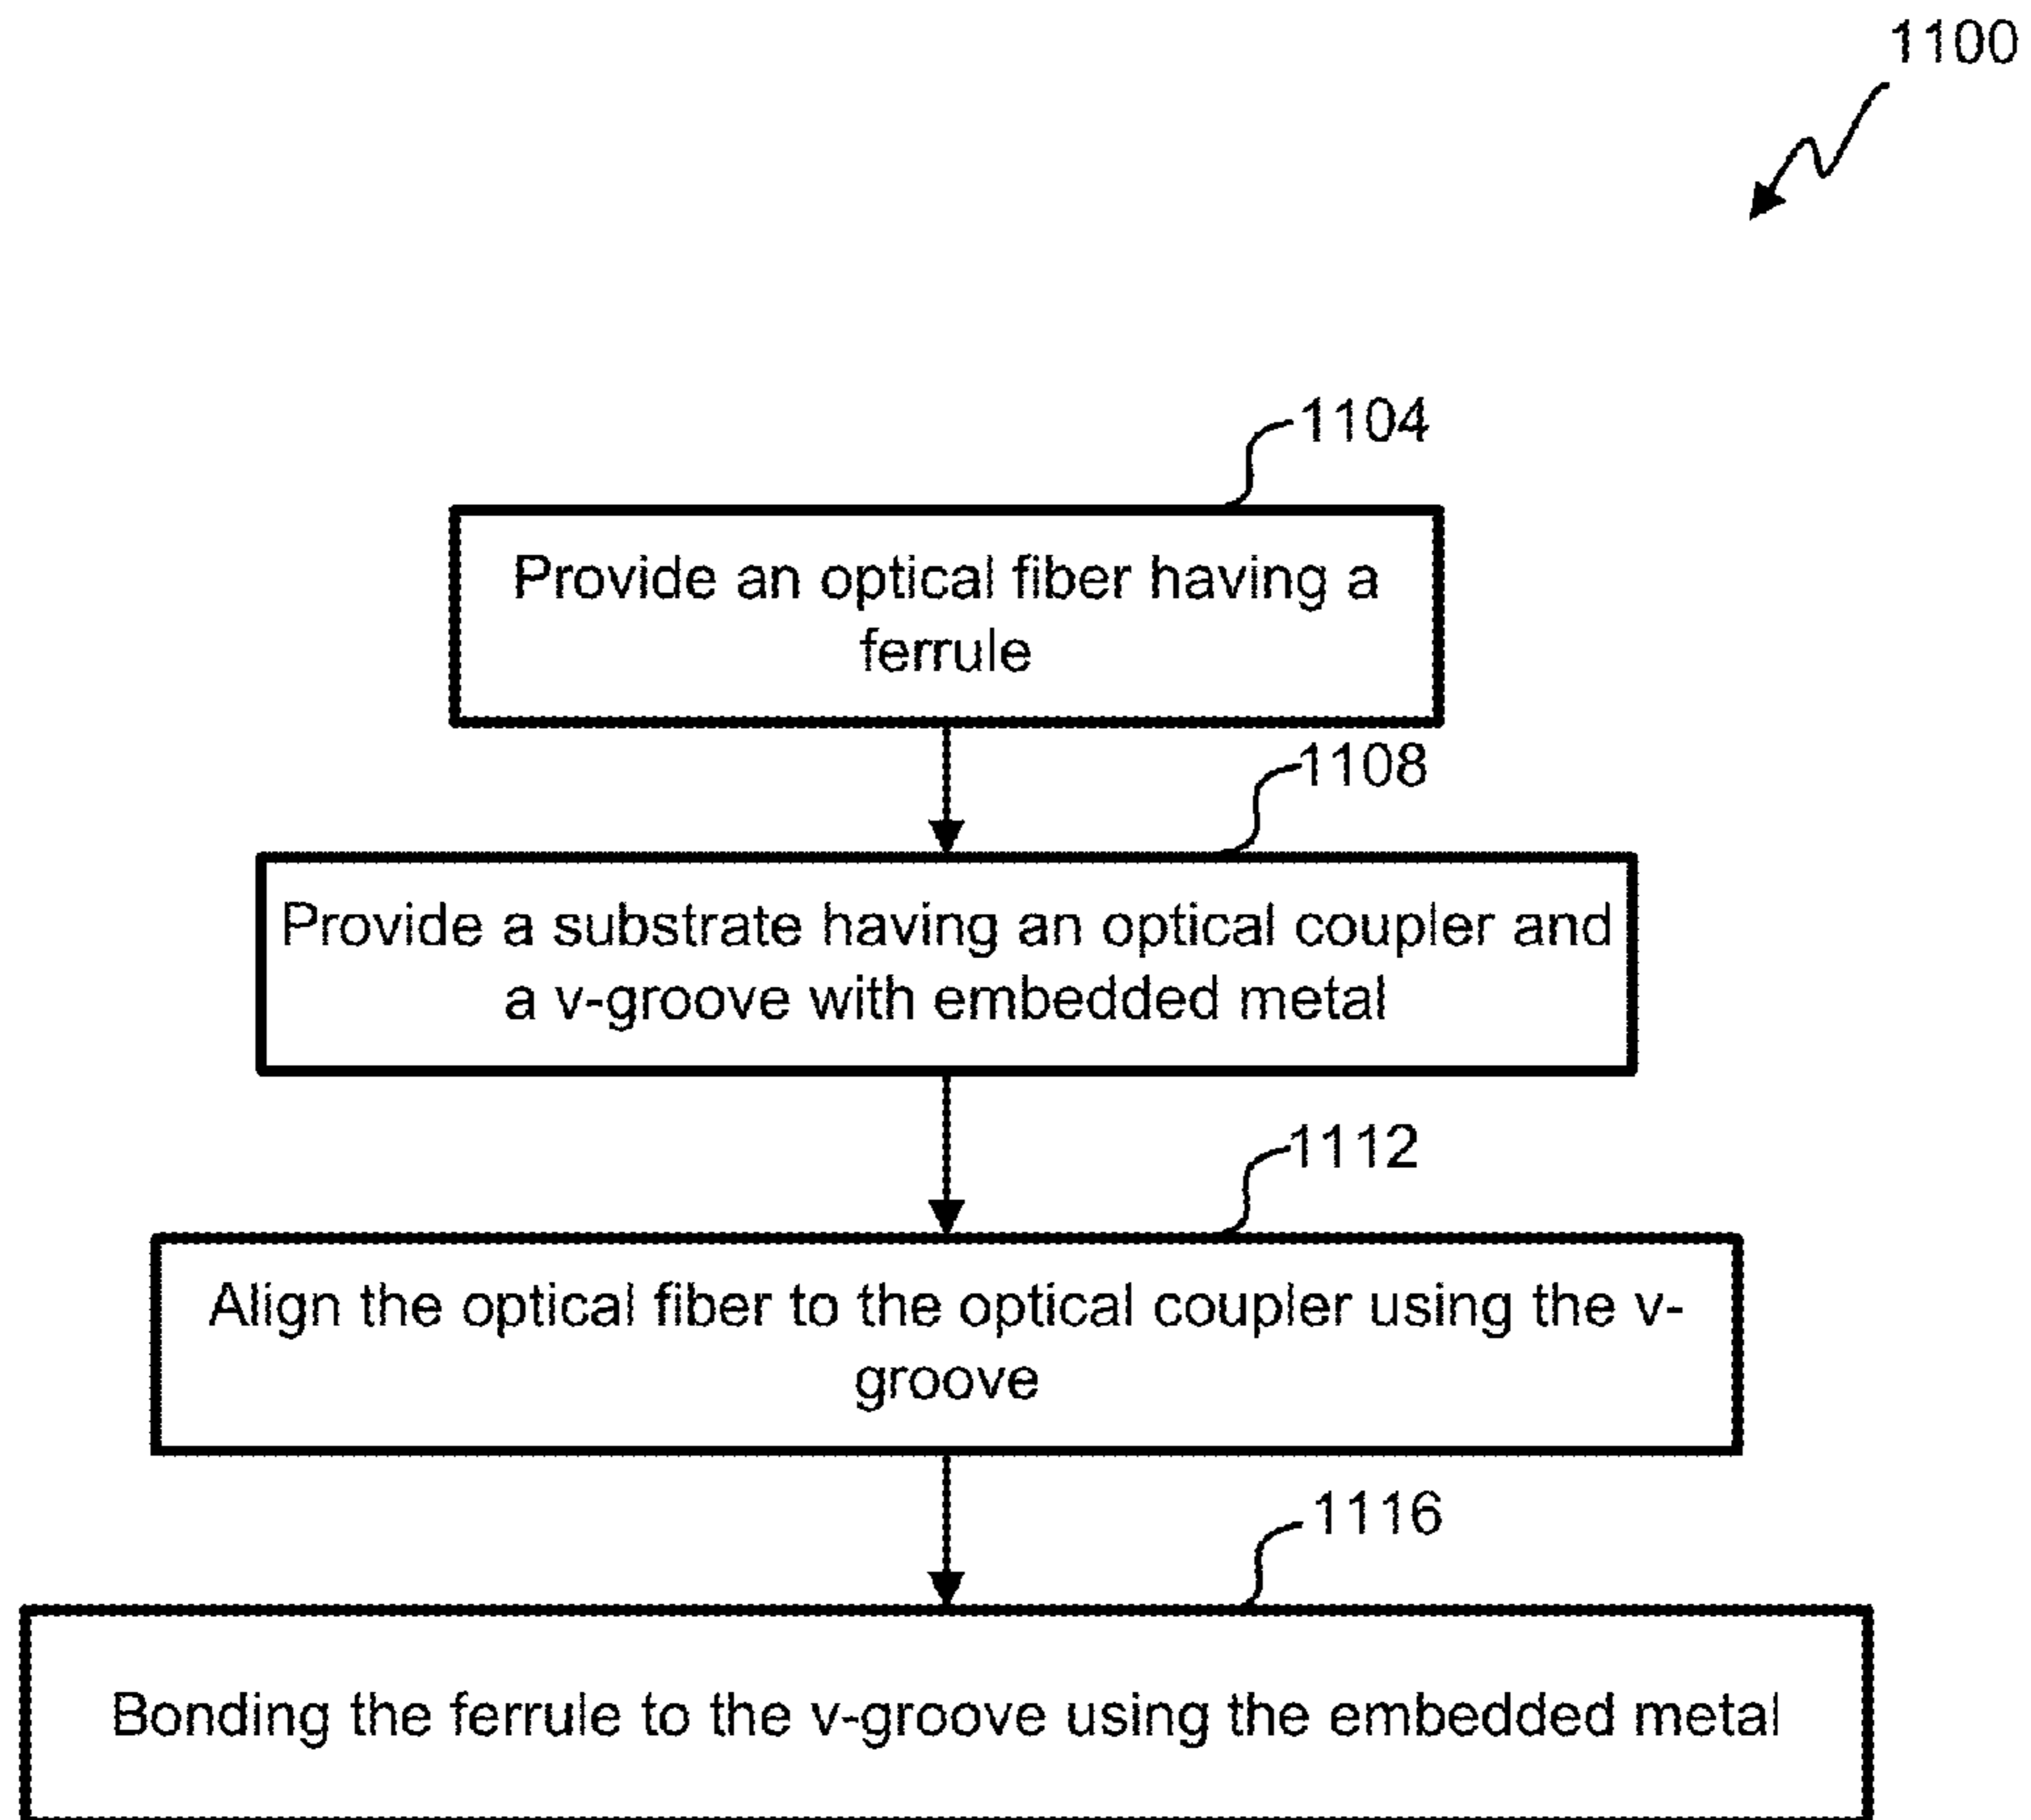 1100
1104
Provide an optical fiber having a
ferrule
1108
Provide a substrate having an optical coupler and
a v-groove with embedded metal
1112
Align the optical fiber to the optical coupler using the v-
groove
1116
Bonding the ferrule to the v-groove using the embedded metal